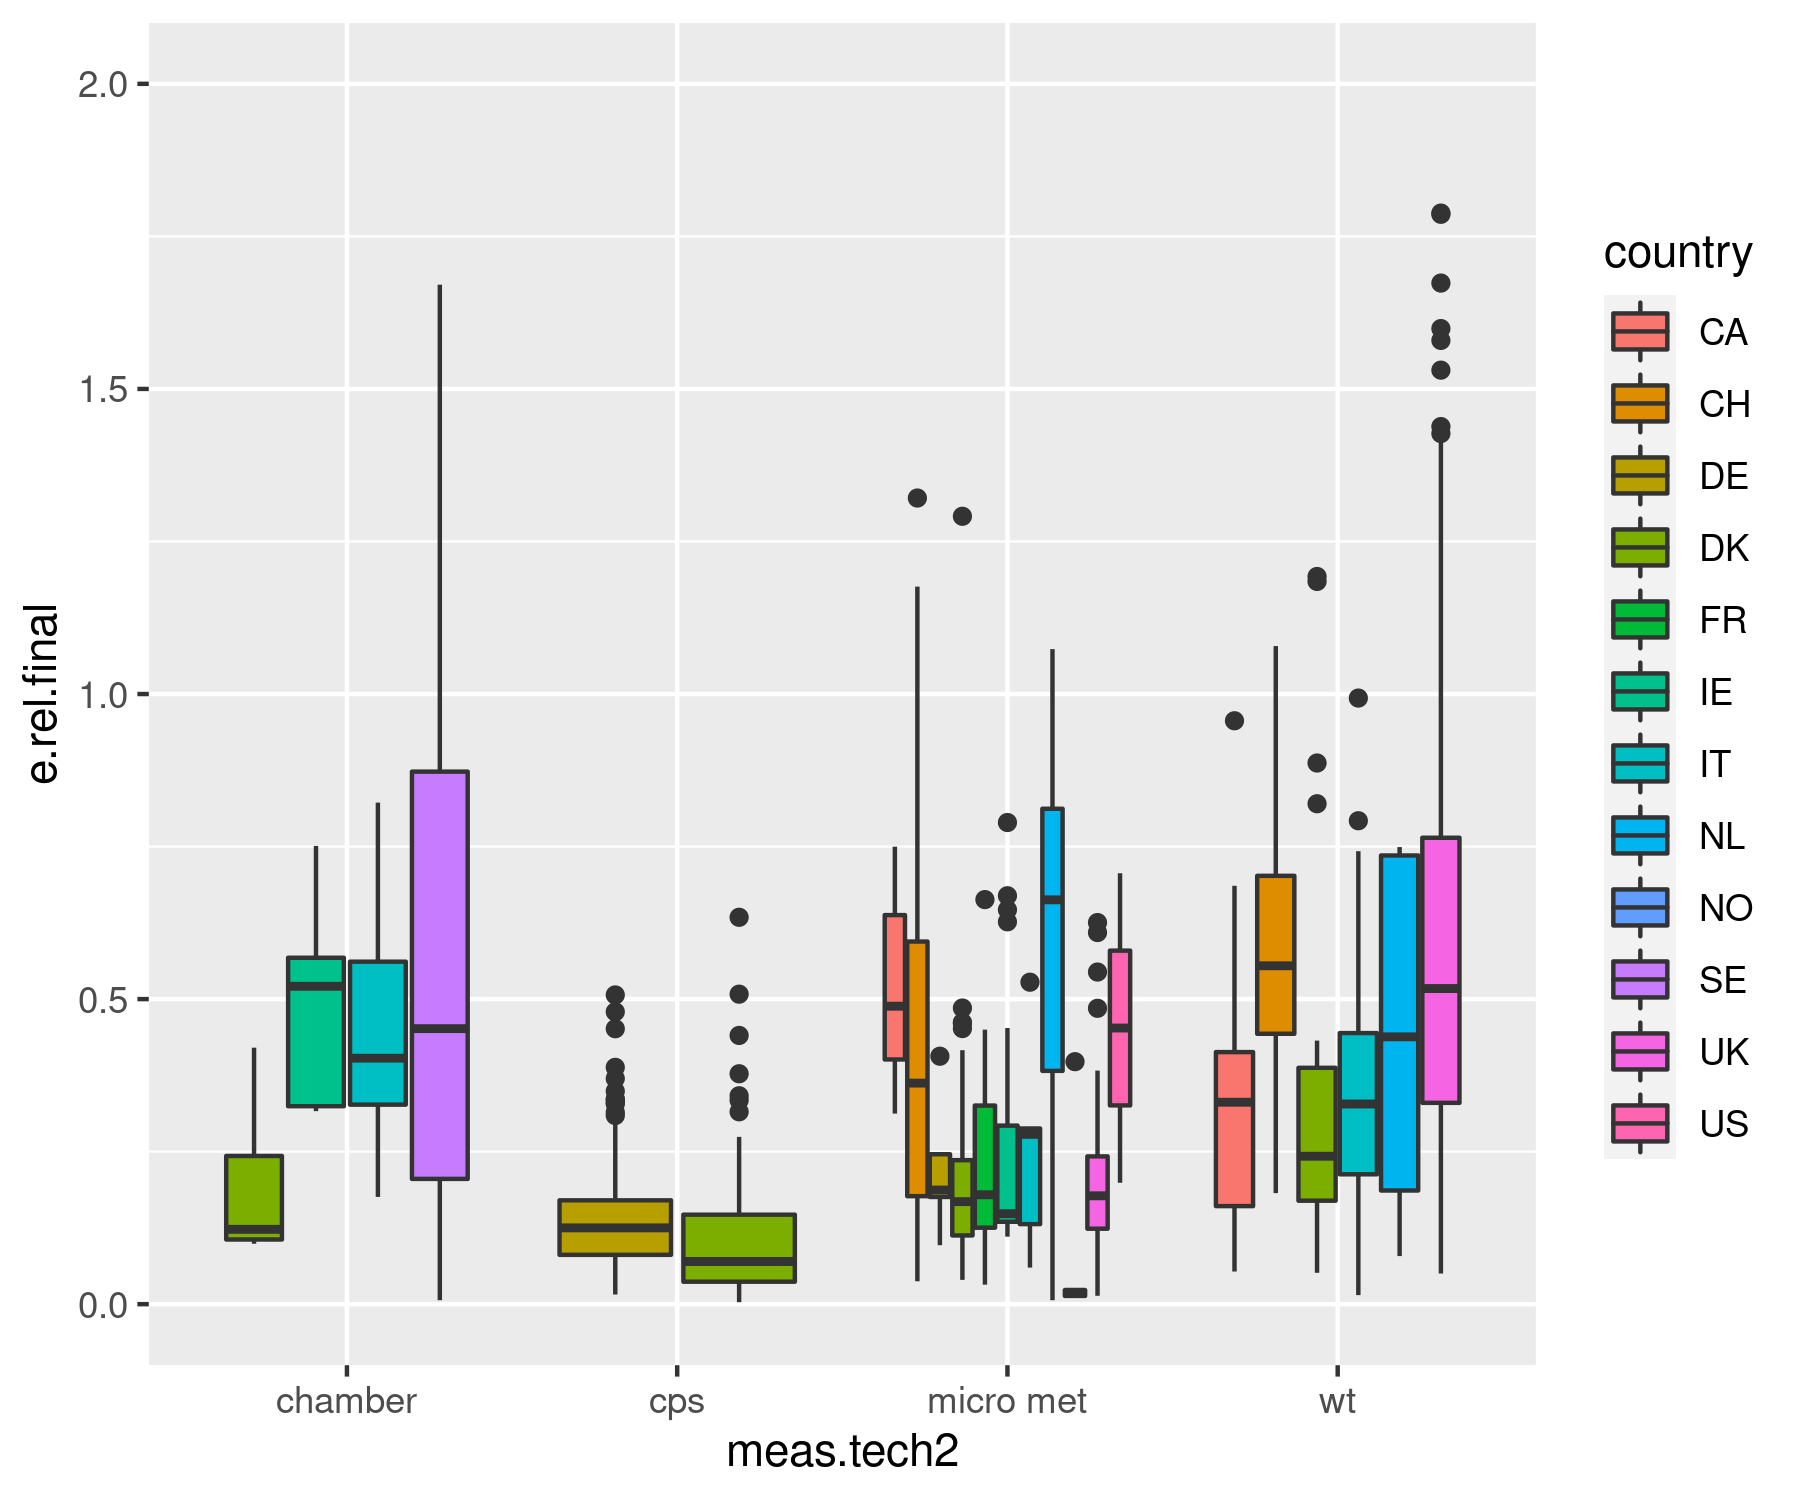 2.0
1.5
1.0
0.5
0.0
e.rel.final
chamber
cps
micro met
wt
meas.tech2
country
CA
CH
DE
DK
FR
IE
IT
NL
NO
SE
UK
US